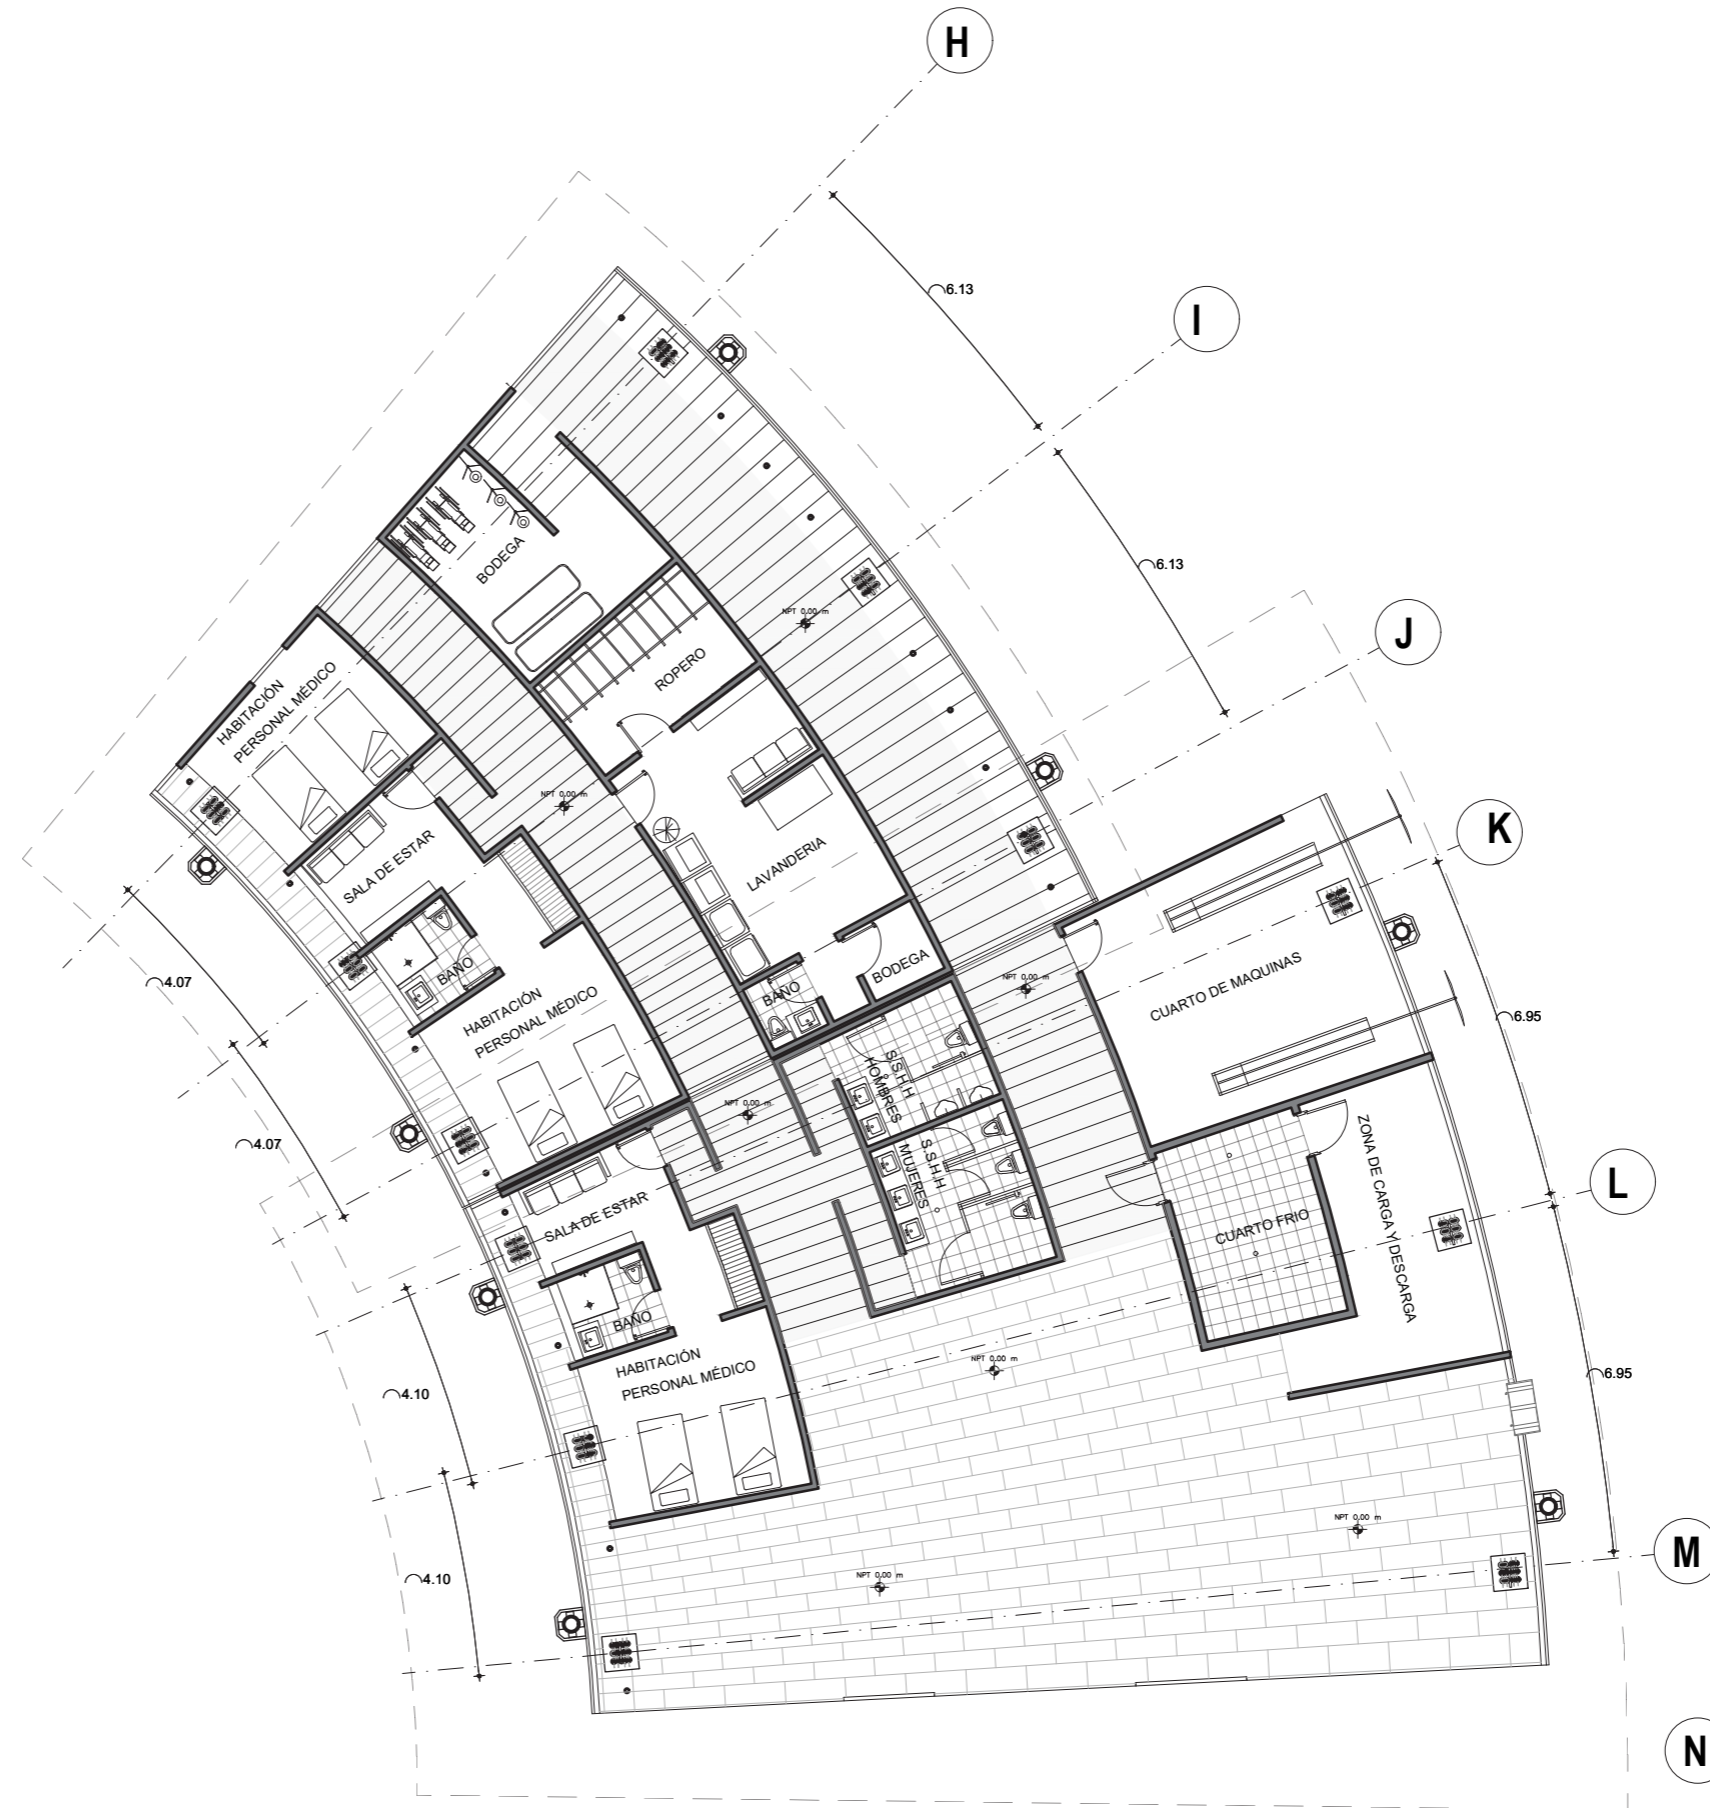 H
6.13
I
6.13
J
K
6.95
L
6.95
M
N
4.07
4.07
4.10
4.10
BODEGA
ROPERO
NPT 0.00 m
HABITACIÓN
PERSONAL MÉDICO
NPT 0.00 m
SALA DE ESTAR
LAVANDERIA
BAÑO
BODEGA
BAÑO
HABITACIÓN
PERSONAL MÉDICO
NPT 0.00 m
CUARTO DE MAQUINAS
S.S.H.H
HOMBRES
NPT 0.00 m
S.S.H.H
MUJERES
SALA DE ESTAR
ZONA DE CARGA Y DESCARGA
CUARTO FRIO
BAÑO
HABITACIÓN
PERSONAL MÉDICO
NPT 0.00 m
NPT 0.00 m
NPT 0.00 m